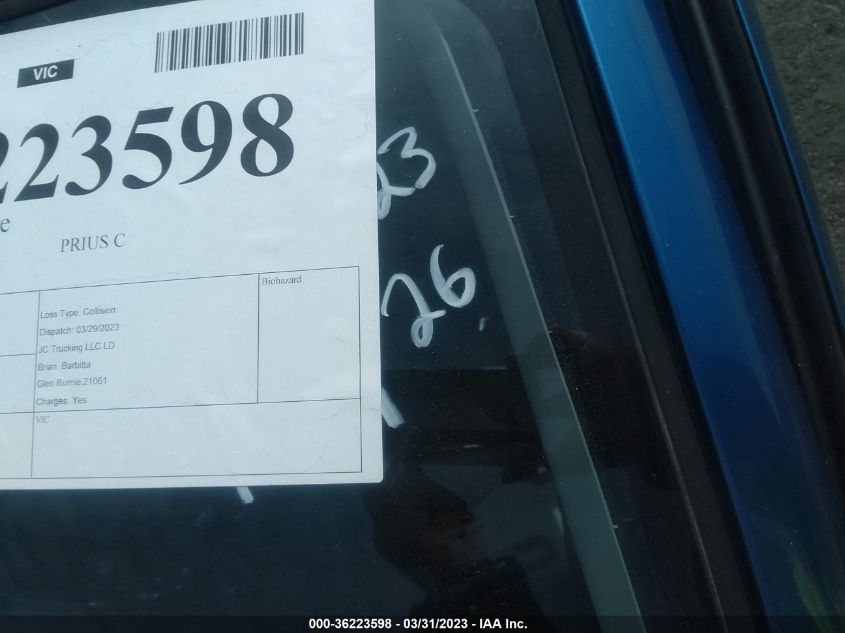 VIC
223598
PRIUS C
Biohazard
Loss Type: Collision
Dispatch: 03/29/2023
JC Trucking LLC LD
Brian Barbitta
Glen Burnie,21061
Charges: Yes
VIC
23
26
000-36223598 - 03/31/2023 - IAA Inc.